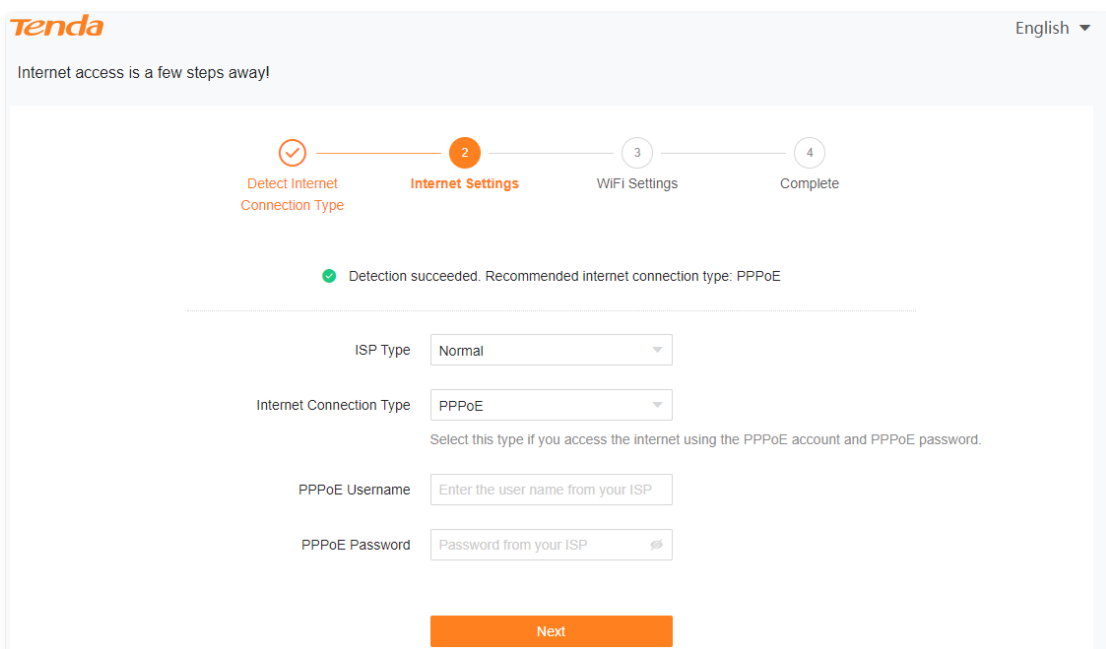 Tenda
English
Internet access is a few steps away!
2
3
4
Detect Internet
Connection Type
Internet Settings
WiFi Settings
Complete
Detection succeeded. Recommended internet connection type: PPPoE
ISP Type
Normal
Internet Connection Type
PPPoE
Select this type if you access the internet using the PPPoE account and PPPoE password.
PPPoE Username
Enter the user name from your ISP
PPPoE Password
Password from your ISP
Next